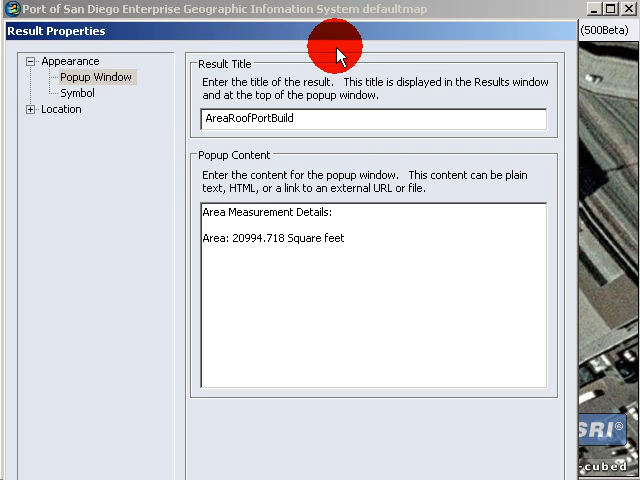 Port of San Diego Enterprise Geographic Infomation System defaultmap
Result Properties
(500Beta)
Appearance
Popup Window
Symbol
Location
Result Title
Enter the title of the result. This title is displayed in the Results window
and at the top of the popup window.
AreaRoofPortBuild
Popup Content
Enter the content for the popup window. This content can be plain
text, HTML, or a link to an external URL or file.
Area Measurement Details:
Area: 20994.718 Square feet
SRI®
-cubed